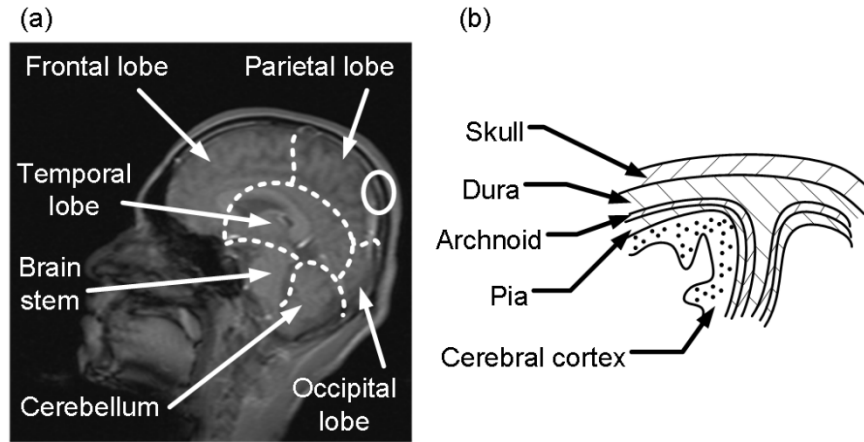 (a)
Frontal lobe
Parietal lobe
Temporal
lobe
Brain
stem
Cerebellum
Occipital
lobe
(b)
Skull
Dura
Archnoid
Pia
Cerebral cortex